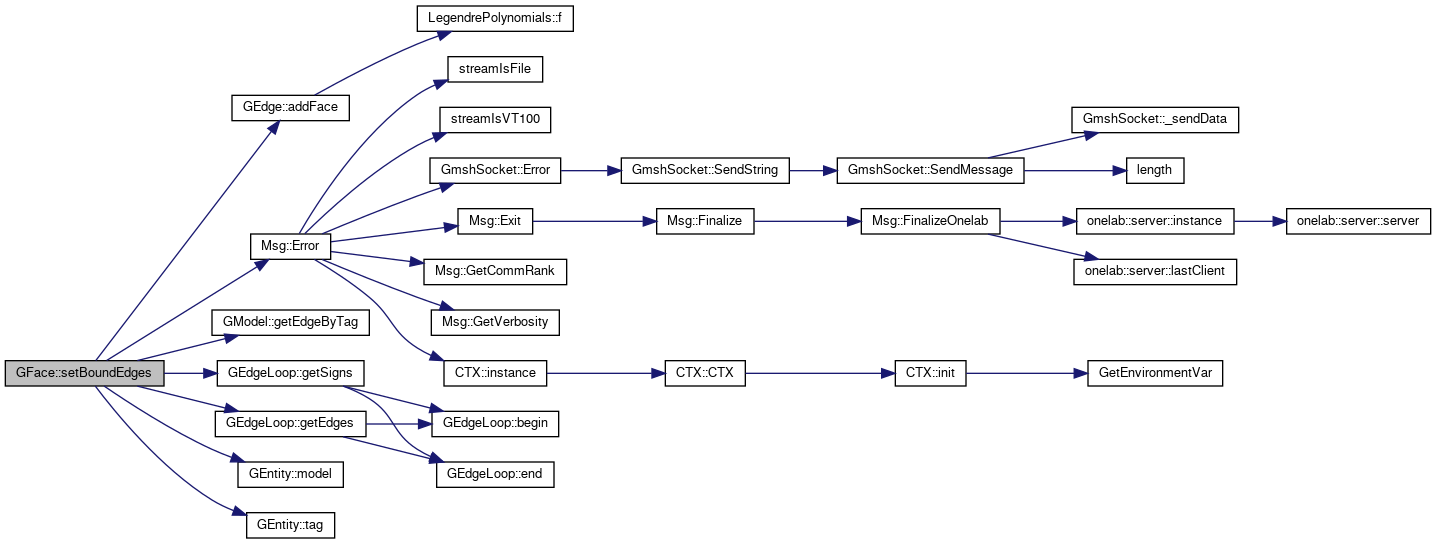 LegendrePolynomials::f
streamIsFile
GEdge::addFace
streamIsVT100
GmshSocket::_sendData
GmshSocket::Error
GmshSocket::SendString
GmshSocket::SendMessage
length
Msg::Exit
Msg::Finalize
Msg::FinalizeOnelab
onelab::server::instance
onelab::server::server
Msg::Error
Msg::GetCommRank
onelab::server::lastClient
GModel::getEdgeByTag
Msg::GetVerbosity
GFace::setBoundEdges
GEdgeLoop::getSigns
CTX::instance
CTX::CTX
CTX::init
GetEnvironmentVar
GEdgeLoop::getEdges
GEdgeLoop::begin
GEntity::model
GEdgeLoop::end
GEntity::tag